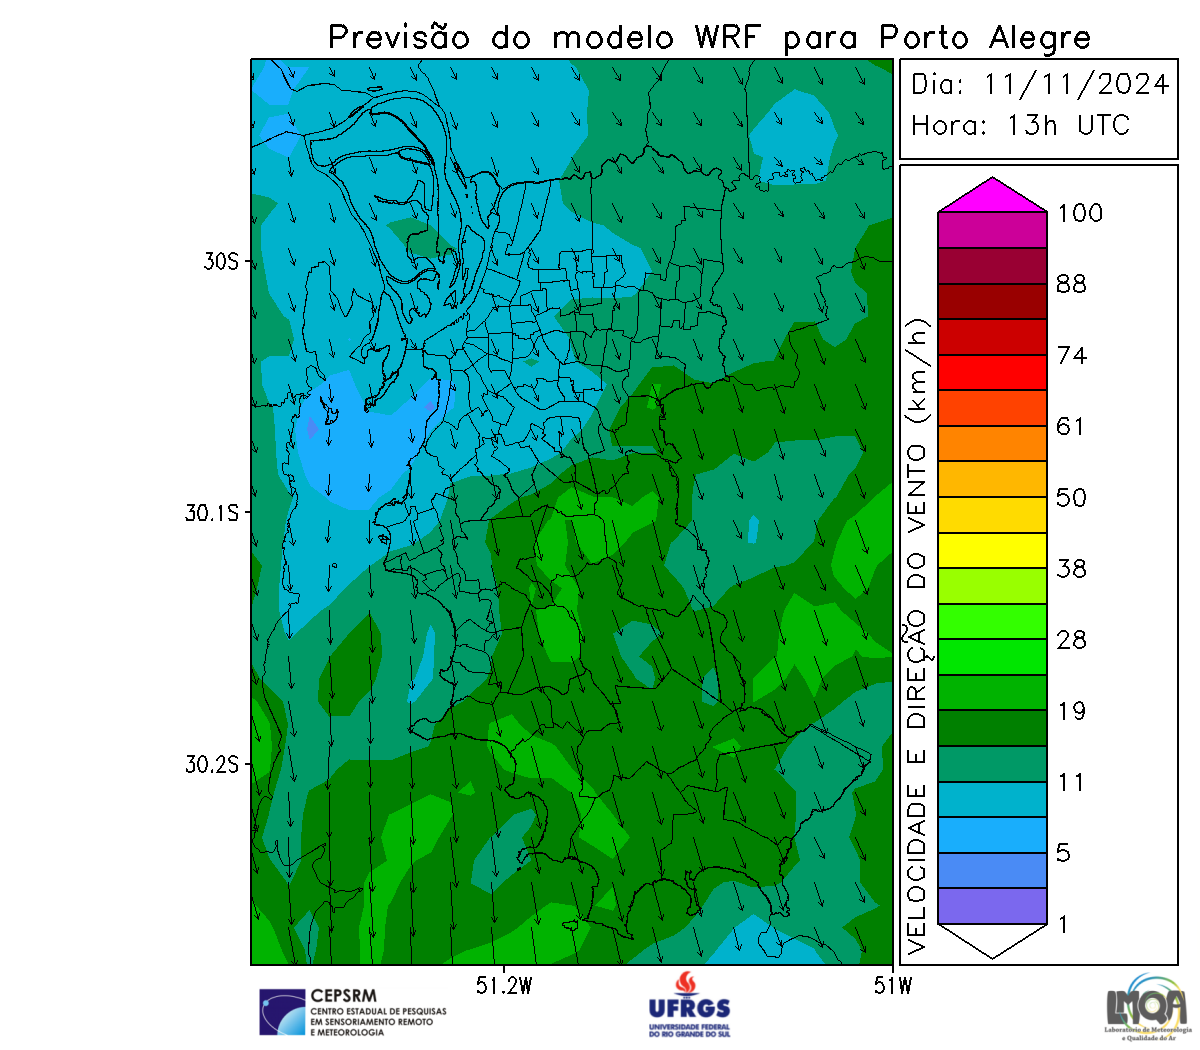 Previsão do modelo WRF para Porto Alegre
Dia: 11/11/2024
Hora: 13h UTC
100
88
74
61
50
38
28
19
11
5
1
VELOCIDADE E DIREÇÃO DO VENTO (km/h)
30S
30.1S
30.2S
51.2W
51W
CEPSRM
CENTRO ESTADUAL DE PESQUISAS
EM SENSORIAMENTO REMOTO
E METEOROLOGIA
UFRGS
UNIVERSIDADE FEDERAL
DO RIO GRANDE DO SUL
LMQA
Laboratório de Meteorologia
e Qualidade do Ar